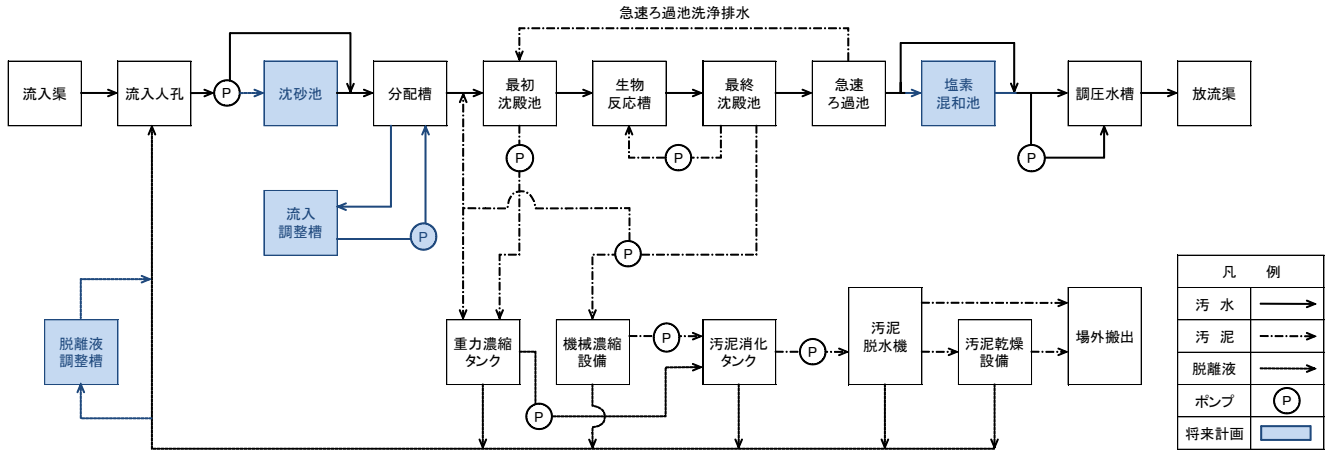 急速ろ過池洗浄排水
流入渠
流入人孔
P
沈砂池
分配槽
最初
沈殿池
生物
反応槽
最終
沈殿池
急速
ろ過池
塩素
混和池
調圧水槽
放流渠
P
P
P
流入
調整槽
P
P
脱離液
調整槽
重力濃縮
タンク
機械濃縮
設備
P
汚泥消化
タンク
P
汚泥
脱水機
汚泥乾燥
設備
場外搬出
P
凡 例
汚 水
汚 泥
脱離液
ポンプ P
将来計画